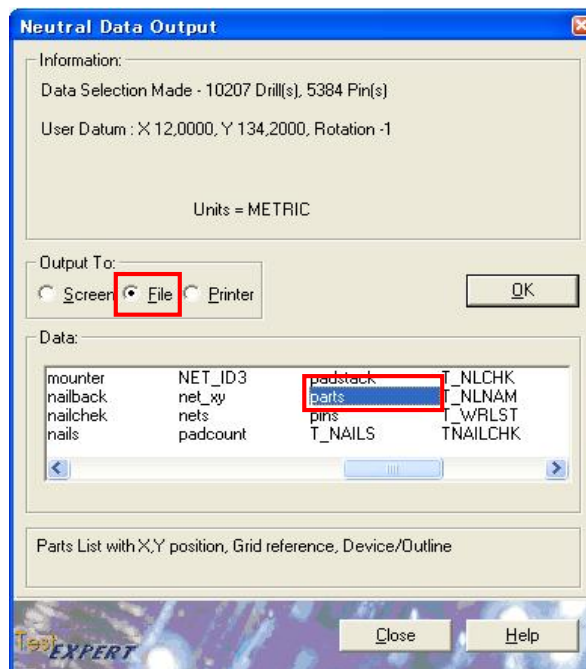 Neutral Data Output
Information:
Data Selection Made - 10207 Drill(s), 5384 Pin(s)
User Datum : X 12,0000, Y 134,2000, Rotation -1
Units = METRIC
Output To:
Screen File Printer
OK
Data:
mounter NET_ID3 padstack T_NLCHK
nailback net_xy parts T_NLNAM
nailchek nets pins T_WRLST
nails padcount T_NAILS TNAILCHK
Parts List with X,Y position, Grid reference, Device/Outline
Test EXPERT
Close Help